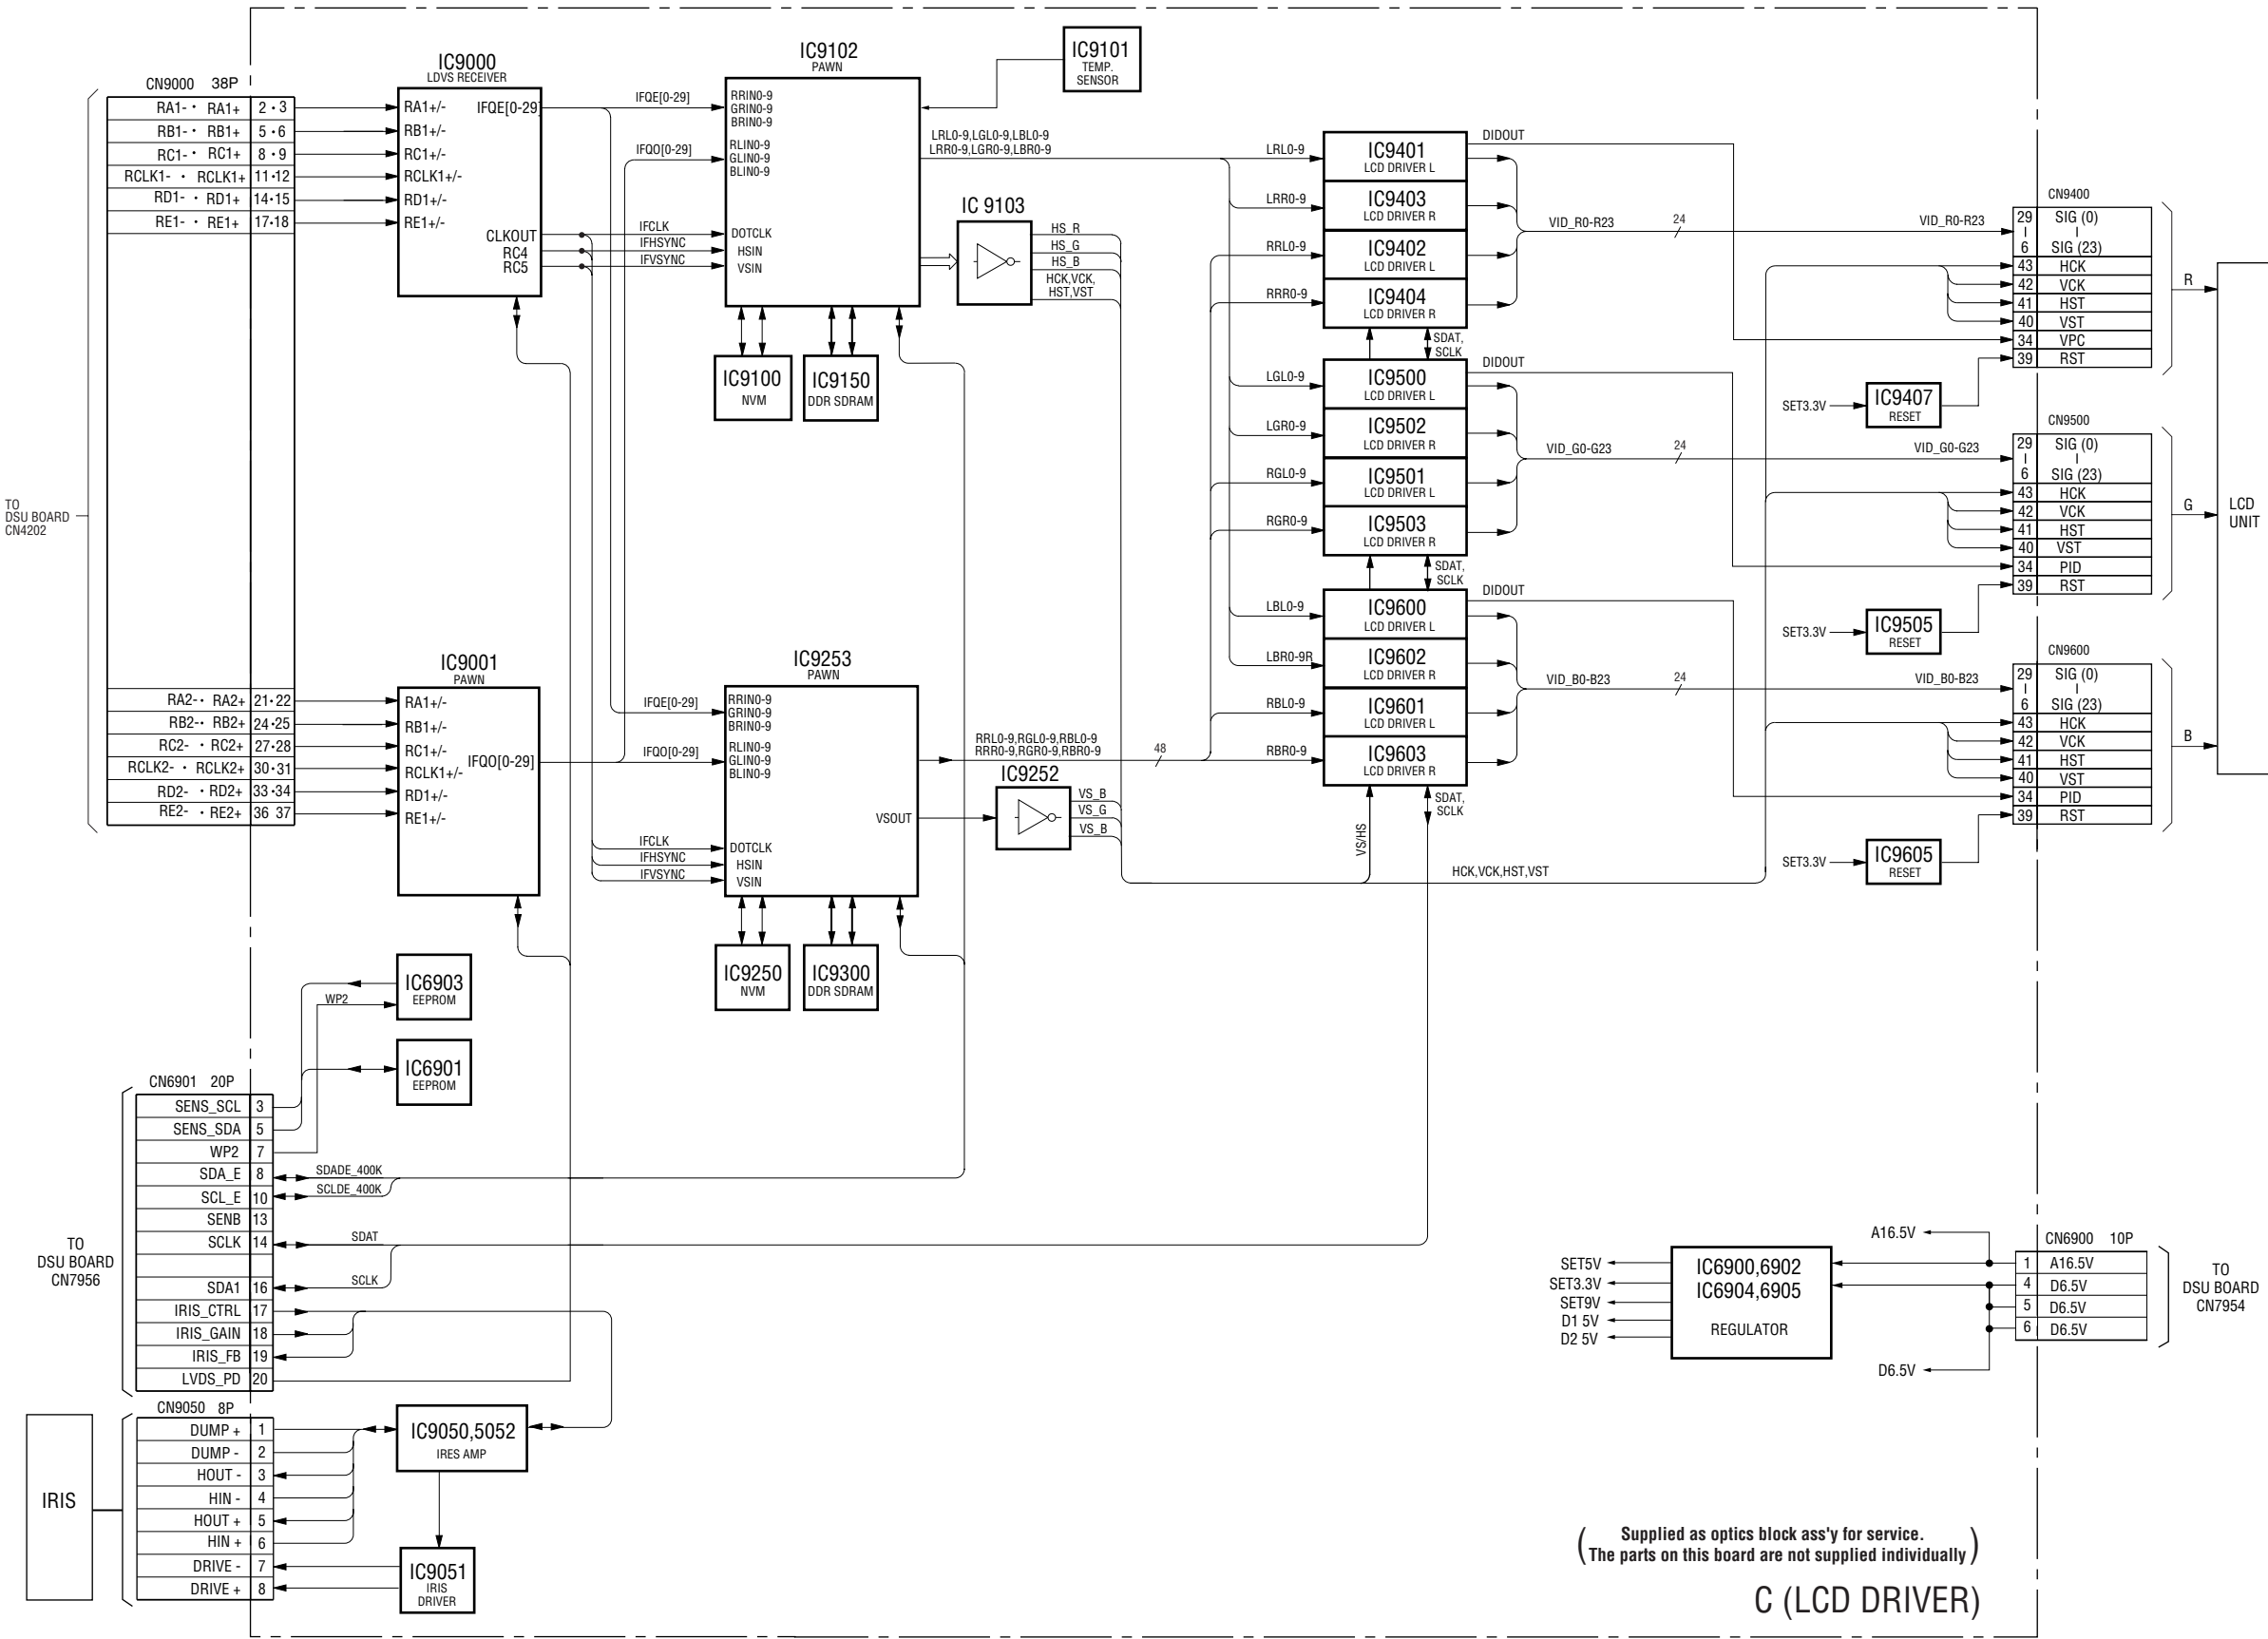 IC9102
PAWN
IC9101
TEMP.
SENSOR
IC9000
LDVS RECEIVER
CN9000 38P
RA1- • RA1+ 2 • 3
RB1- • RB1+ 5 • 6
RC1- • RC1+ 8 • 9
RCLK1- • RCLK1+ 11•12
RD1- • RD1+ 14•15
RE1- • RE1+ 17•18
RA1+/-
RB1+/-
RC1+/-
RCLK1+/-
RD1+/-
RE1+/-
IFQE[0-29]
CLKOUT
RC4
RC5
IFQE[0-29]
IFQO[0-29]
IFCLK
IFHSYNC
IFVSYNC
RRIN0-9
GRIN0-9
BRIN0-9
RLIN0-9
GLIN0-9
BLIN0-9
DOTCLK
HSIN
VSIN
LRL0-9,LGL0-9,LBL0-9
LRR0-9,LGR0-9,LBR0-9
IC 9103
HS_R
HS_G
HS_B
HCK,VCK,
HST,VST
IC9100
NVM
IC9150
DDR SDRAM
LRL0-9
LRR0-9
RRL0-9
RRR0-9
IC9401
LCD DRIVER L
IC9403
LCD DRIVER R
IC9402
LCD DRIVER L
IC9404
LCD DRIVER R
DIDOUT
VID_R0-R23
24
VID_R0-R23
SDAT,
SCLK
CN9400
29 SIG (0)
6 SIG (23)
43 HCK
42 VCK
41 HST
40 VST
34 VPC
39 RST
R
SET3.3V
IC9407
RESET
LGL0-9
LGR0-9
RGL0-9
RGR0-9
IC9500
LCD DRIVER L
IC9502
LCD DRIVER R
IC9501
LCD DRIVER L
IC9503
LCD DRIVER R
DIDOUT
VID_G0-G23
24
VID_G0-G23
SDAT,
SCLK
CN9500
29 SIG (0)
6 SIG (23)
43 HCK
42 VCK
41 HST
40 VST
34 PID
39 RST
G
LCD
UNIT
SET3.3V
IC9505
RESET
LBL0-9
LBR0-9R
RBL0-9
RBR0-9
IC9600
LCD DRIVER L
IC9602
LCD DRIVER R
IC9601
LCD DRIVER L
IC9603
LCD DRIVER R
DIDOUT
VID_B0-B23
24
VID_B0-B23
SDAT,
SCLK
VS/HS
HCK,VCK,HST,VST
CN9600
29 SIG (0)
6 SIG (23)
43 HCK
42 VCK
41 HST
40 VST
34 PID
39 RST
B
SET3.3V
IC9605
RESET
TO
DSU BOARD
CN4202
IC9001
PAWN
RA2-• RA2+ 21•22
RB2-• RB2+ 24•25
RC2- • RC2+ 27•28
RCLK2- • RCLK2+ 30•31
RD2- • RD2+ 33•34
RE2- • RE2+ 36 37
RA1+/-
RB1+/-
RC1+/-
RCLK1+/-
RD1+/-
RE1+/-
IFQO[0-29]
IC9253
PAWN
IFQE[0-29]
IFQO[0-29]
IFCLK
IFHSYNC
IFVSYNC
RRIN0-9
GRIN0-9
BRIN0-9
RLIN0-9
GLIN0-9
BLIN0-9
VSOUT
DOTCLK
HSIN
VSIN
RRL0-9,RGL0-9,RBL0-9
RRR0-9,RGR0-9,RBR0-9
48
IC9252
VS_B
VS_G
VS_B
IC9250
NVM
IC9300
DDR SDRAM
IC6903
EEPROM
WP2
IC6901
EEPROM
CN6901 20P
SENS_SCL 3
SENS_SDA 5
WP2 7
SDA_E 8
SCL_E 10
SENB 13
SCLK 14
SDA1 16
IRIS_CTRL 17
IRIS_GAIN 18
IRIS_FB 19
LVDS_PD 20
SDADE_400K
SCLDE_400K
SDAT
SCLK
TO
DSU BOARD
CN7956
CN9050 8P
DUMP + 1
DUMP - 2
HOUT - 3
HIN - 4
HOUT + 5
HIN + 6
DRIVE - 7
DRIVE + 8
IRIS
IC9050,5052
IRES AMP
IC9051
IRIS
DRIVER
A16.5V
SET5V
SET3.3V
SET9V
D1 5V
D2 5V
IC6900,6902
IC6904,6905
REGULATOR
D6.5V
CN6900 10P
1 A16.5V
4 D6.5V
5 D6.5V
6 D6.5V
TO
DSU BOARD
CN7954
(Supplied as optics block ass'y for service.
The parts on this board are not supplied individually)
C (LCD DRIVER)